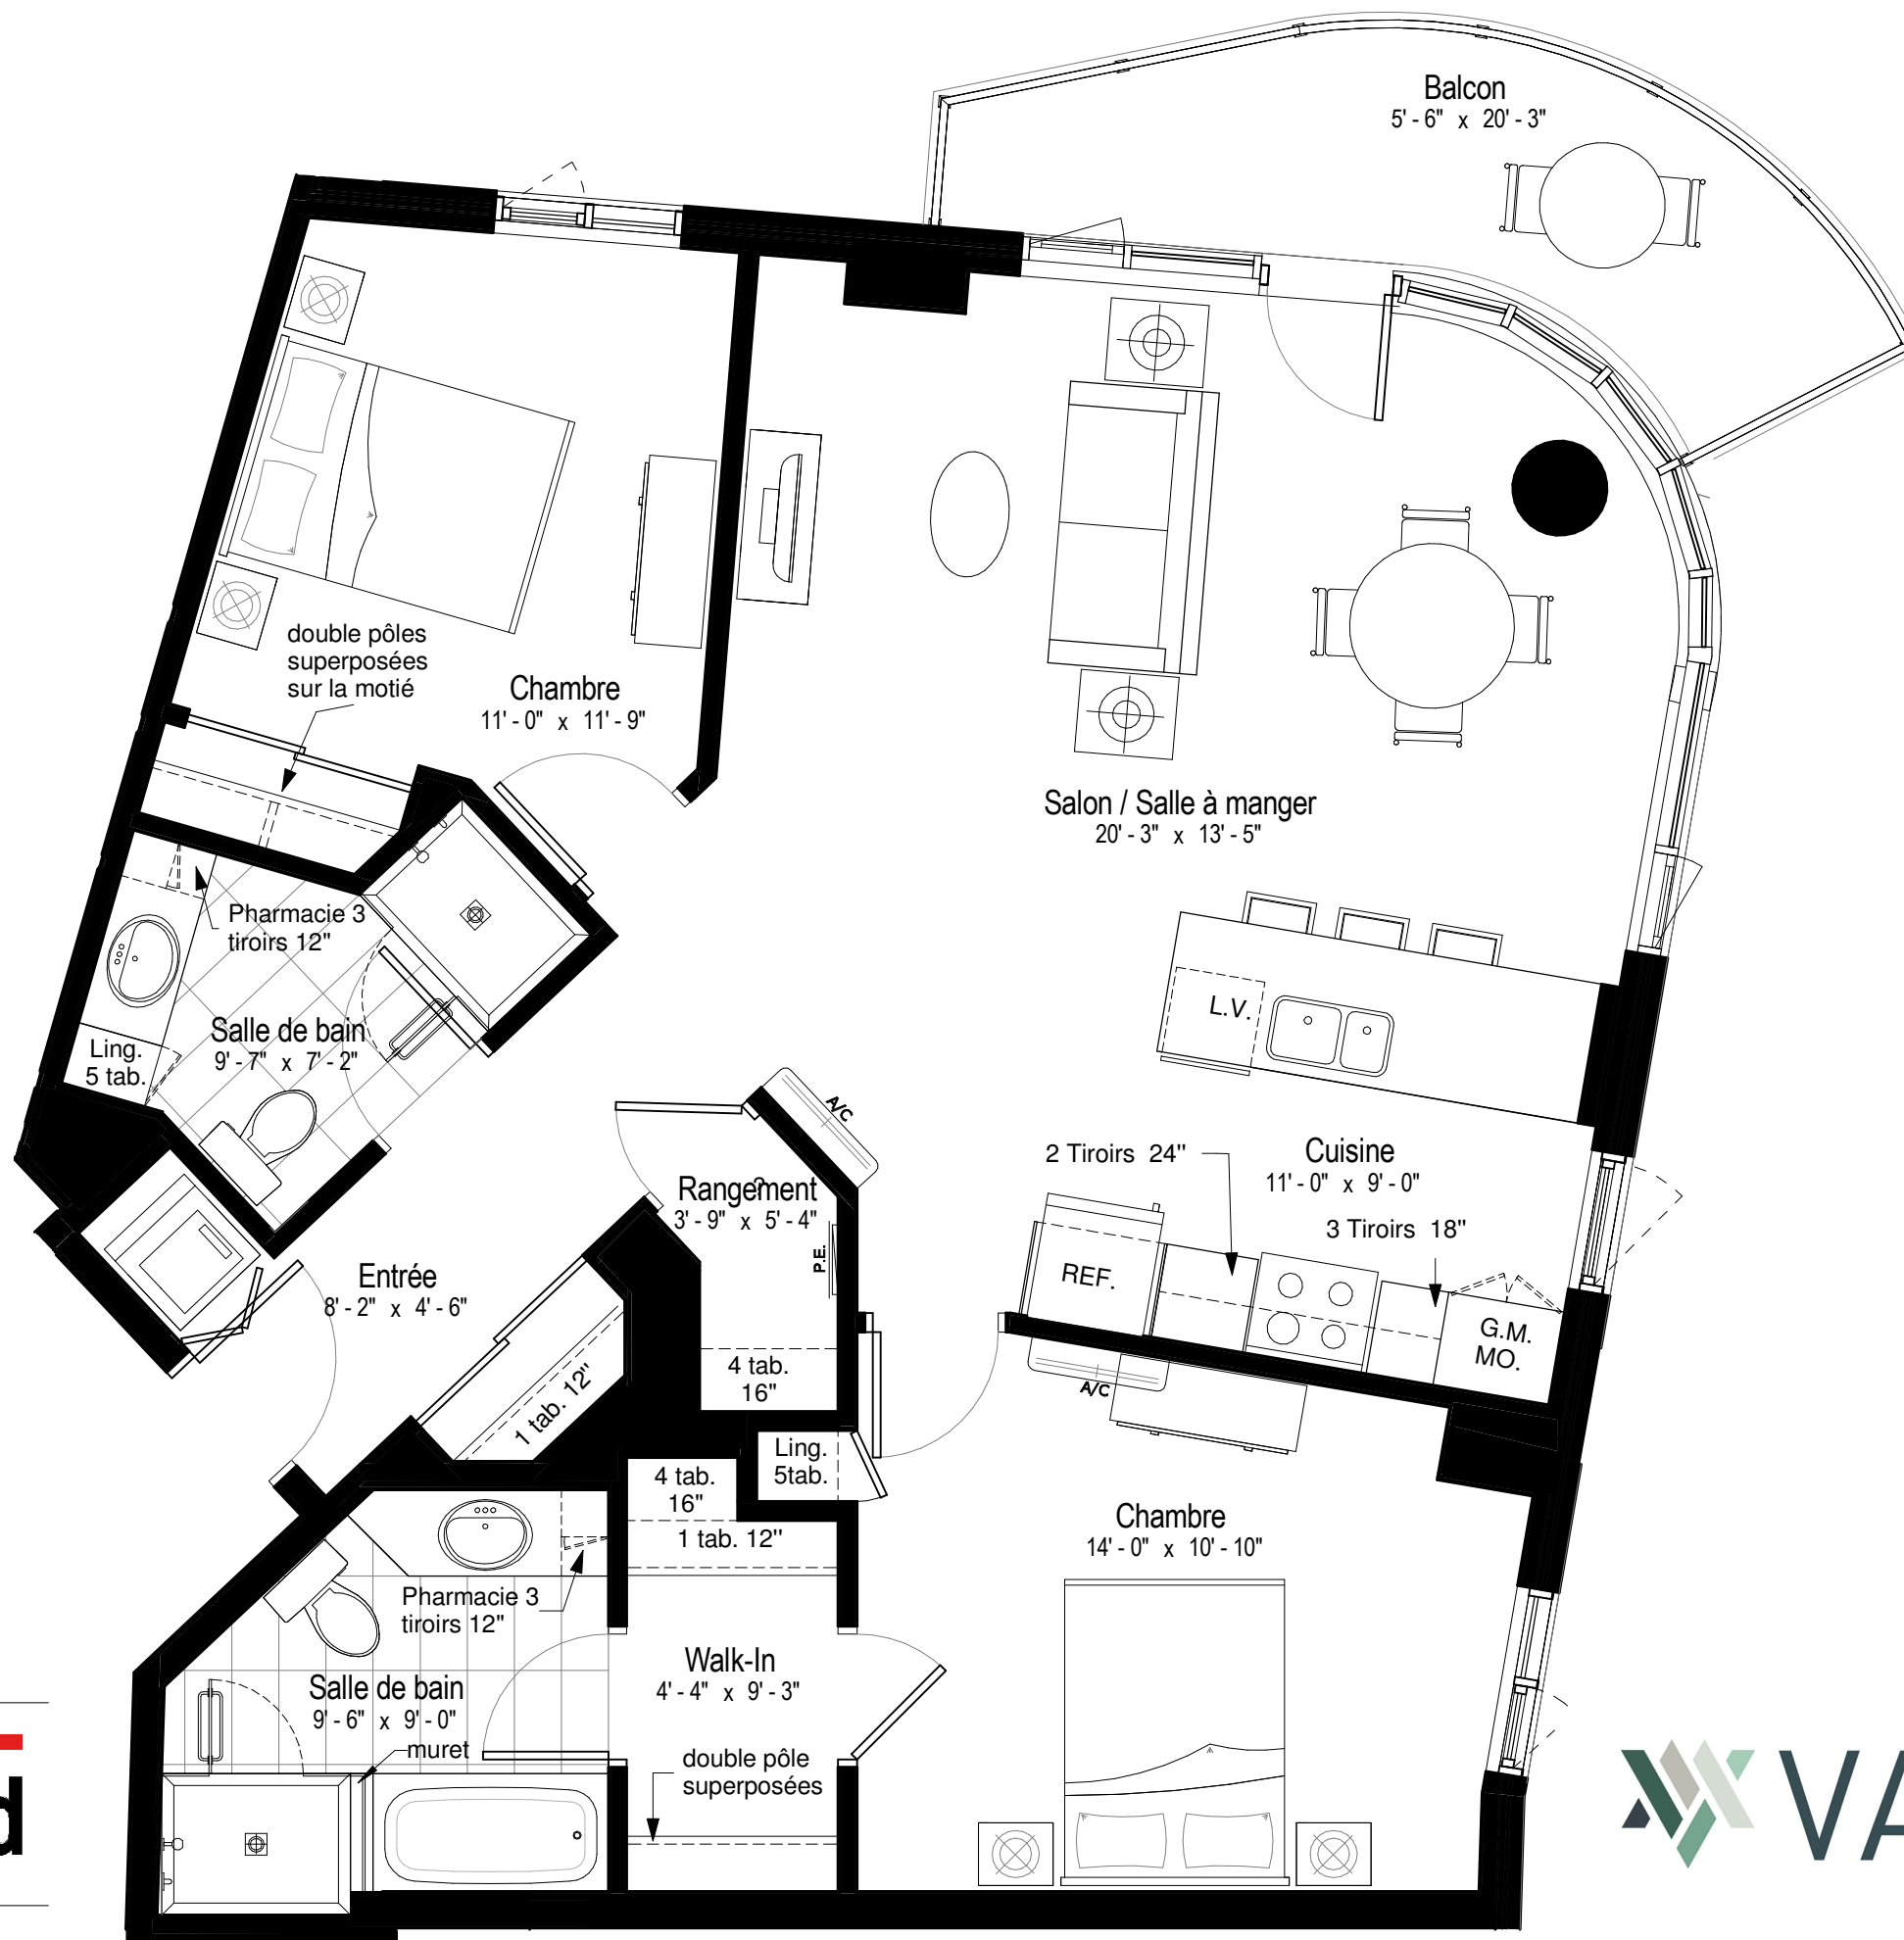 Balcon
5' - 6" x 20' - 3"
double pôles
superposées
sur la motié
Chambre
11' - 0" x 11' - 9"
Salon / Salle à manger
20' - 3" x 13' - 5"
Pharmacie 3
tiroirs 12"
L.V.
Salle de bain
9' - 7" x 7' - 2"
Ling.
5 tab.
A/C
2 Tiroirs 24"
Cuisine
11' - 0" x 9' - 0"
Rangement
3' - 9" x 5' - 4"
3 Tiroirs 18"
P.E.
Entrée
8' - 2" x 4' - 6"
REF.
G.M.
MO.
4 tab.
16"
A/C
1 tab. 12"
Ling.
5tab.
4 tab.
16"
1 tab. 12"
Chambre
14' - 0" x 10' - 10"
Pharmacie 3
tiroirs 12"
Walk-In
4' - 4" x 9' - 3"
Salle de bain
9' - 6" x 9' - 0"
muret
double pôle
superposées
d
VA